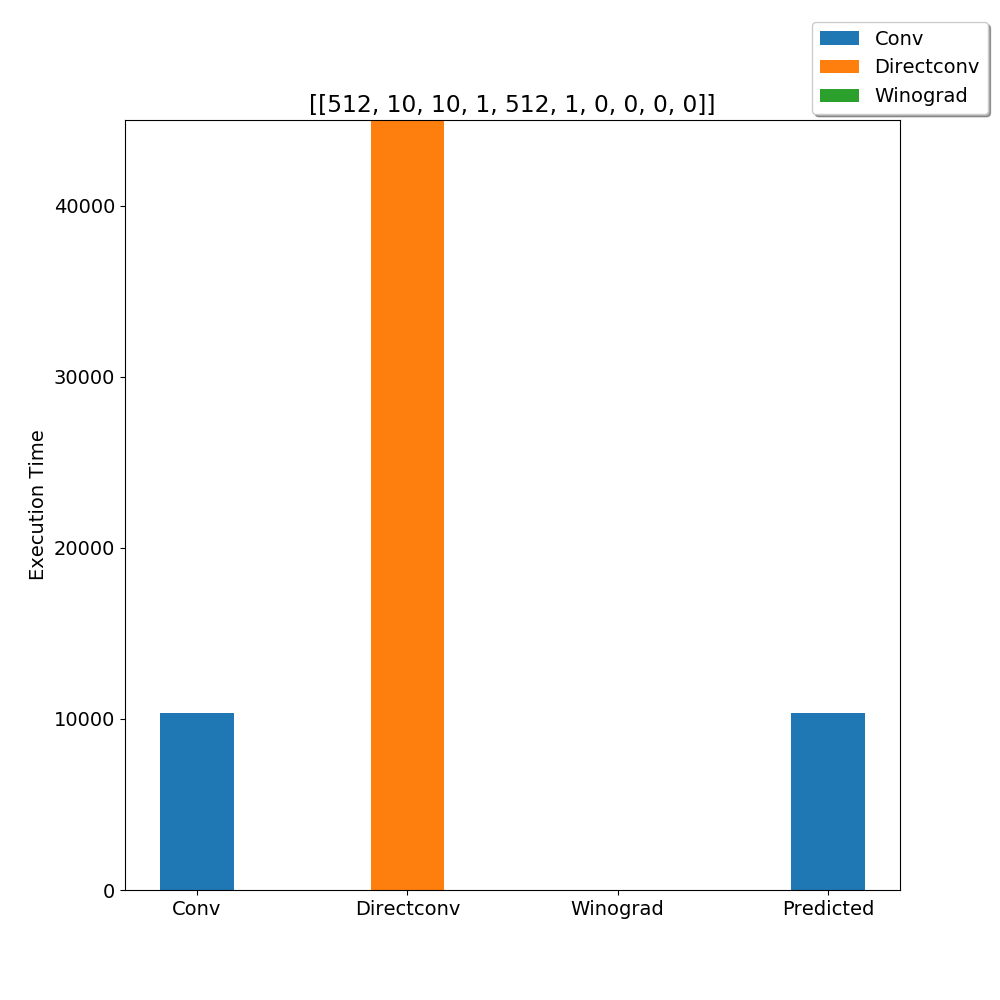 Conv
Directconv
Winograd
[[512, 10, 10, 1, 512, 1, 0, 0, 0, 0]]
Execution Time
40000
30000
20000
10000
0
Conv Directconv Winograd Predicted